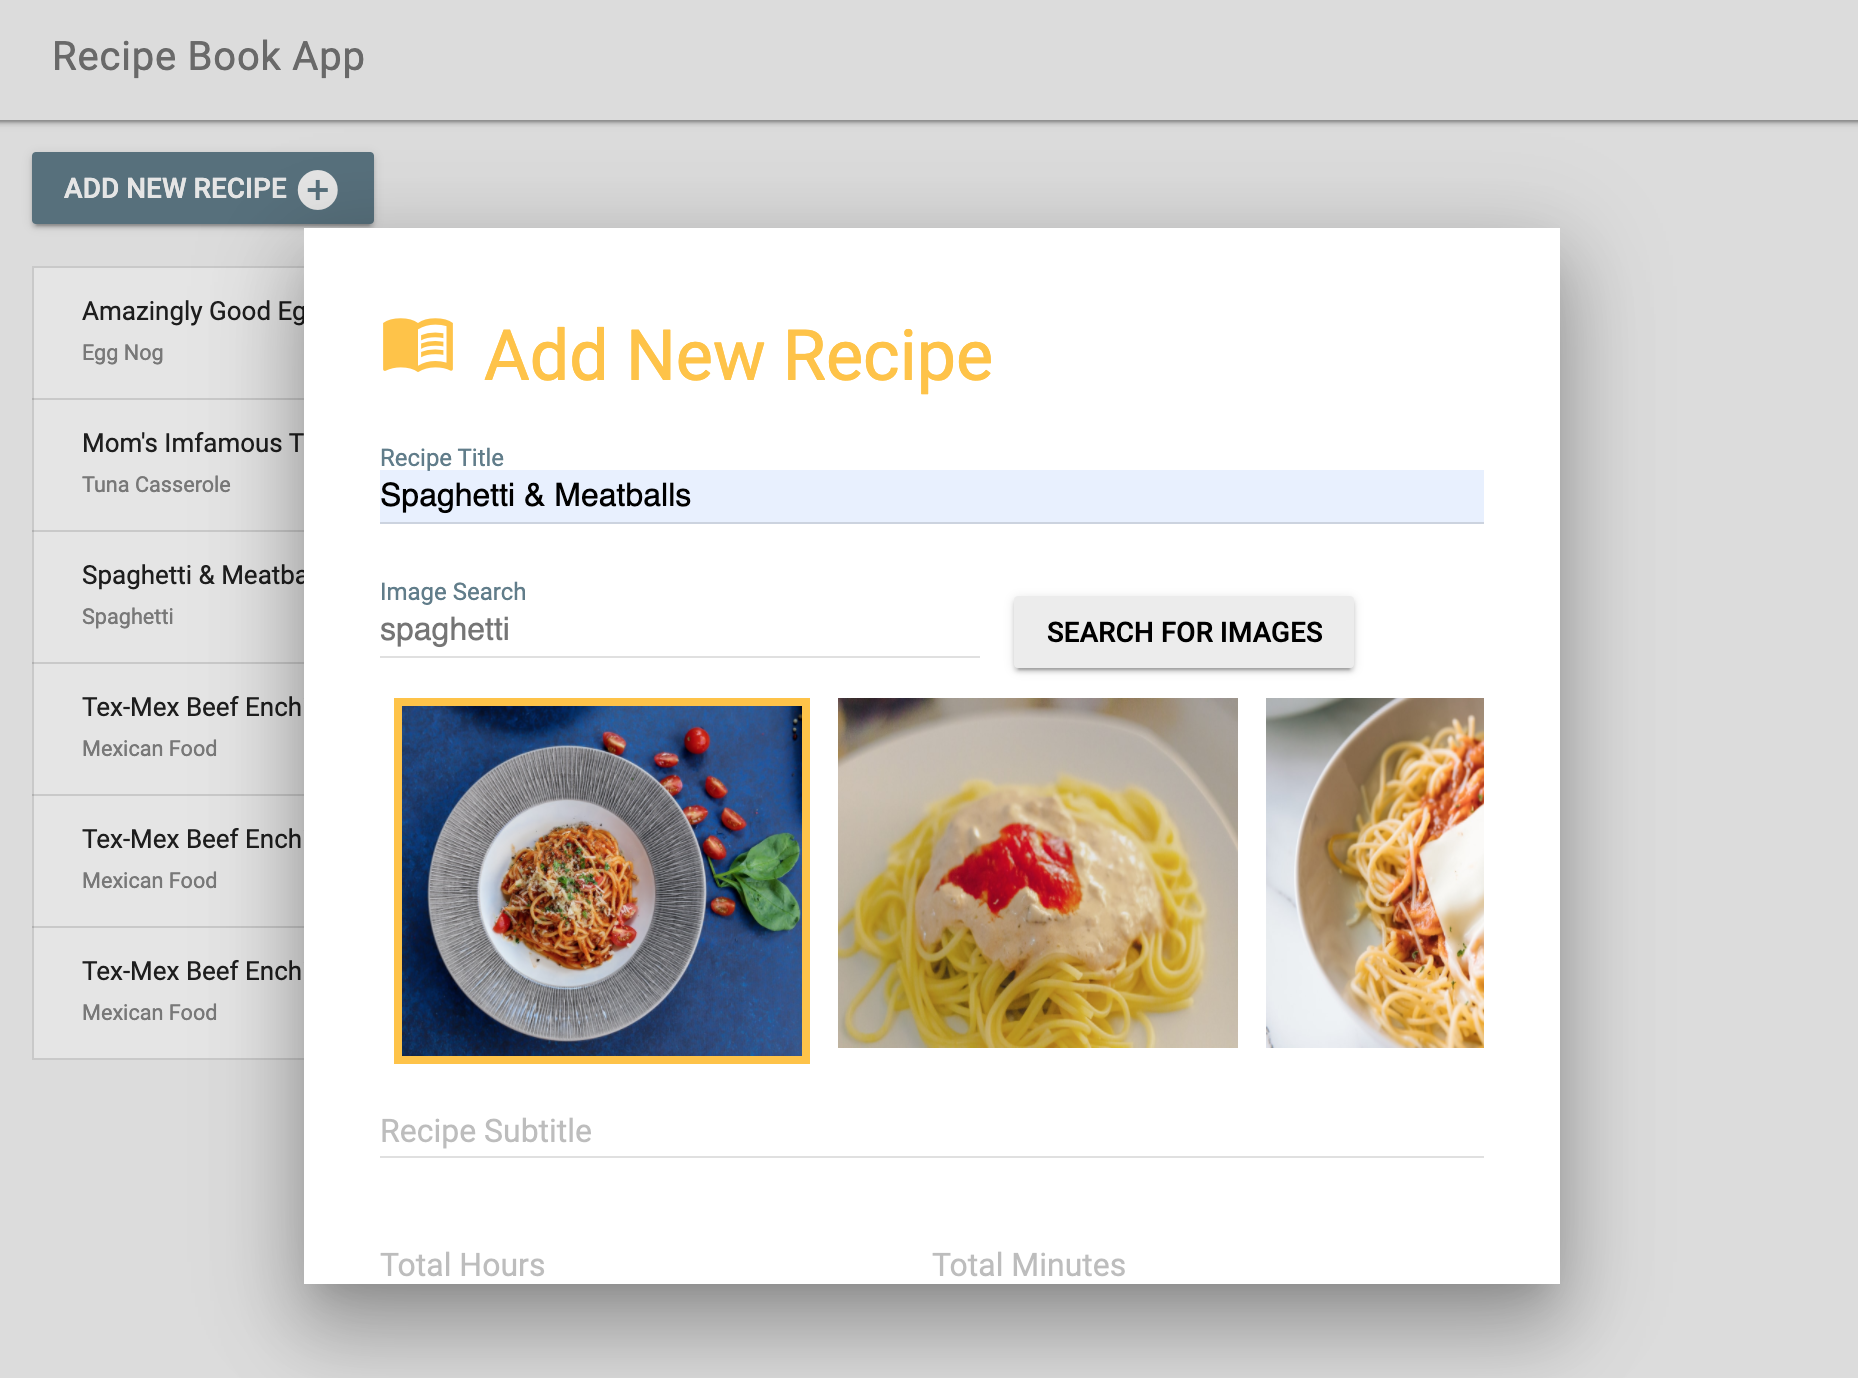 Recipe Book App
ADD NEW RECIPE
Amazingly Good Eg
Egg Nog
Mom's Imfamous T
Tuna Casserole
Spaghetti & Meatba
Spaghetti
Tex-Mex Beef Ench
Mexican Food
Tex-Mex Beef Ench
Mexican Food
Tex-Mex Beef Ench
Mexican Food
Add New Recipe
Recipe Title
Spaghetti & Meatballs
Image Search
spaghetti
SEARCH FOR IMAGES
Recipe Subtitle
Total Hours
Total Minutes